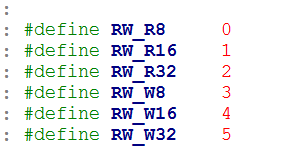 :
: #define RW_R8 0
: #define RW_R16 1
: #define RW_R32 2
: #define RW_W8 3
: #define RW_W16 4
: #define RW_W32 5